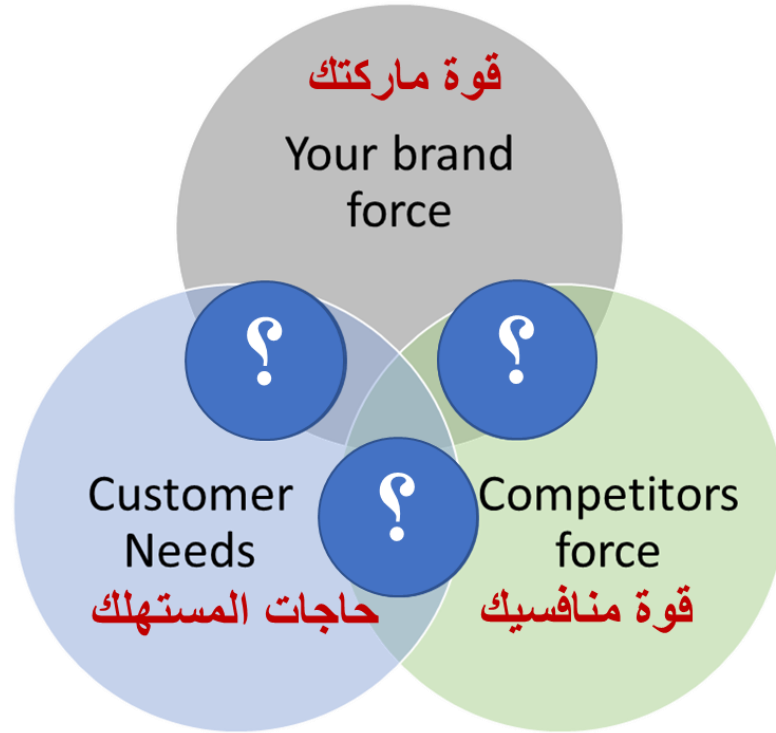 قوة ماركتك
Your brand
force
؟
؟
؟
Customer
Needs
حاجات المستهلك
Competitors
force
قوة منافسيك